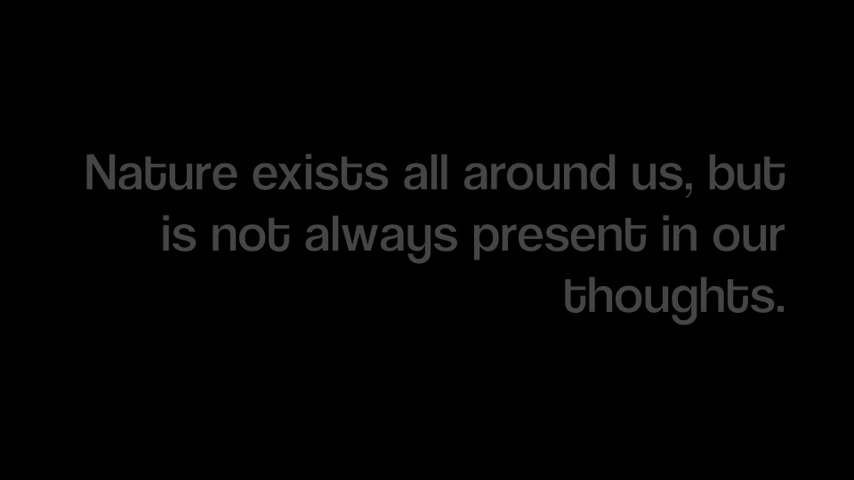 Nature exists all around us, but
is not always present in our
thoughts.